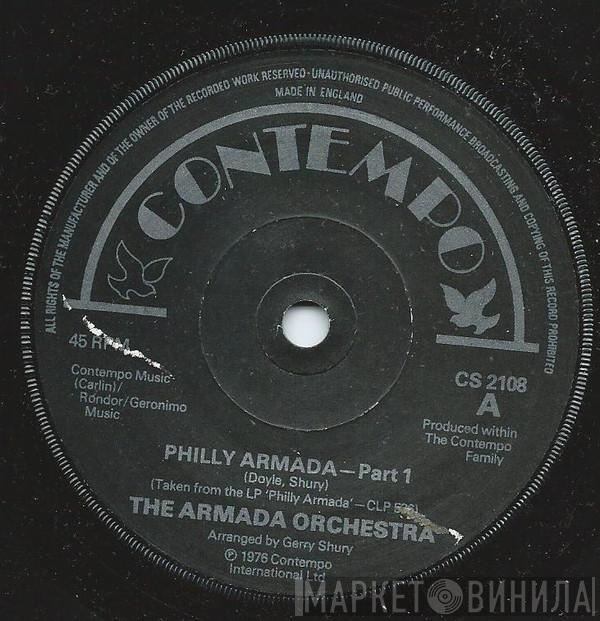 ALL RIGHTS OF THE MANUFACTURER AND OF THE OWNER OF THE RECORDED WORK RESERVED · UNAUTHORISED PUBLIC PERFORMANCE BROADCASTING AND COPYING OF THIS RECORD PROHIBITED
MADE IN ENGLAND
CONTEMPO
45 RPM
Contempo Music
(Carlin)/
Rondor/Geronimo
Music.
CS 2108
A
Produced within
The Contempo
Family
PHILLY ARMADA—Part 1
(Doyle, Shury)
(Taken from the LP 'Philly Armada'—CLP
THE ARMADA ORCHESTRA
Arranged by Gerry Shury
℗ 1976 Contempo
International Ltd
МАРКЕТ ВИНИЛА